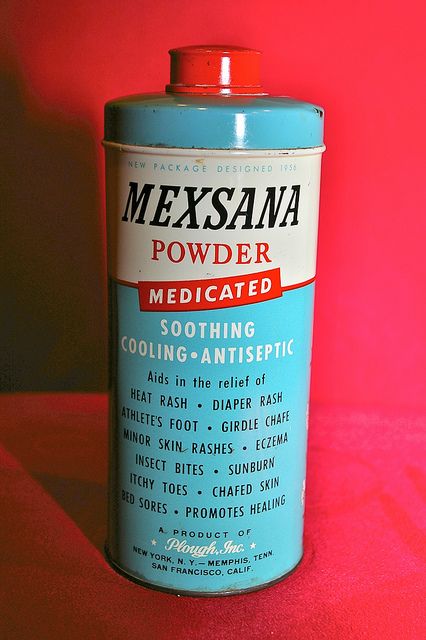 NEW PACKAGE DESIGNED 1956
MEXSANA
POWDER
MEDICATED
SOOTHING
COOLING • ANTISEPTIC
Aids in the relief of
HEAT RASH • DIAPER RASH
ATHLETE'S FOOT • GIRDLE CHAFE
MINOR SKIN RASHES • ECZEMA
INSECT BITES • SUNBURN
ITCHY TOES • CHAFED SKIN
BED SORES • PROMOTES HEALING
A PRODUCT OF
★ Plough, Inc. ★
NEW YORK, N. Y. — MEMPHIS, TENN.
SAN FRANCISCO, CALIF.